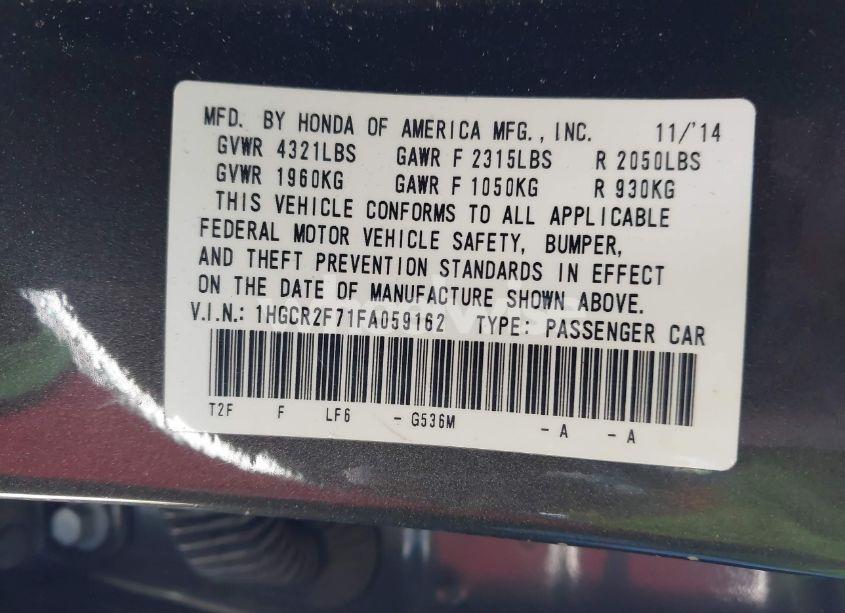 MFD. BY HONDA OF AMERICA MFG., INC. 11/'14
GVWR 4321LBS GAWR F 2315LBS R 2050LBS
GVWR 1960KG GAWR F 1050KG R 930KG
THIS VEHICLE CONFORMS TO ALL APPLICABLE
FEDERAL MOTOR VEHICLE SAFETY, BUMPER,
AND THEFT PREVENTION STANDARDS IN EFFECT
ON THE DATE OF MANUFACTURE SHOWN ABOVE.
V.I.N.: 1HGCR2F71FA059162 TYPE: PASSENGER CAR
T2F F LF6 - G536M - A - A